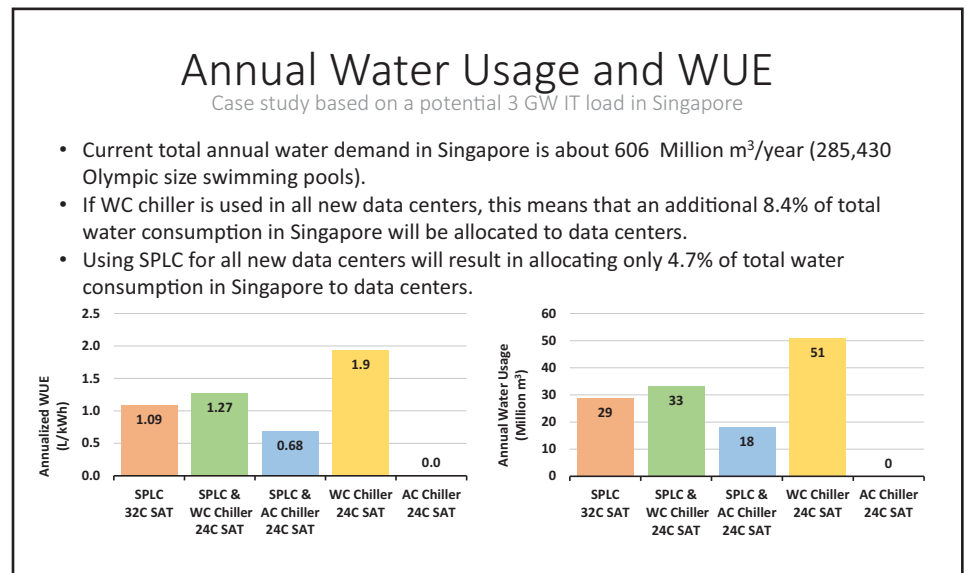 Annual Water Usage and WUE
Case study based on a potential 3 GW IT load in Singapore
• Current total annual water demand in Singapore is about 606 Million m³/year (285,430
Olympic size swimming pools).
• If WC chiller is used in all new data centers, this means that an additional 8.4% of total
water consumption in Singapore will be allocated to data centers.
• Using SPLC for all new data centers will result in allocating only 4.7% of total water
consumption in Singapore to data centers.
Annualized WUE
(L/kWh)
2.5
2.0
1.5
1.0
0.5
0.0
1.09
1.27
0.68
1.9
0.0
SPLC
32C SAT
SPLC &
WC Chiller
24C SAT
SPLC &
AC Chiller
24C SAT
WC Chiller
24C SAT
AC Chiller
24C SAT
Annual Water Usage
(Million m³)
60
50
40
30
20
10
0
29
33
18
51
0
SPLC
32C SAT
SPLC &
WC Chiller
24C SAT
SPLC &
AC Chiller
24C SAT
WC Chiller
24C SAT
AC Chiller
24C SAT